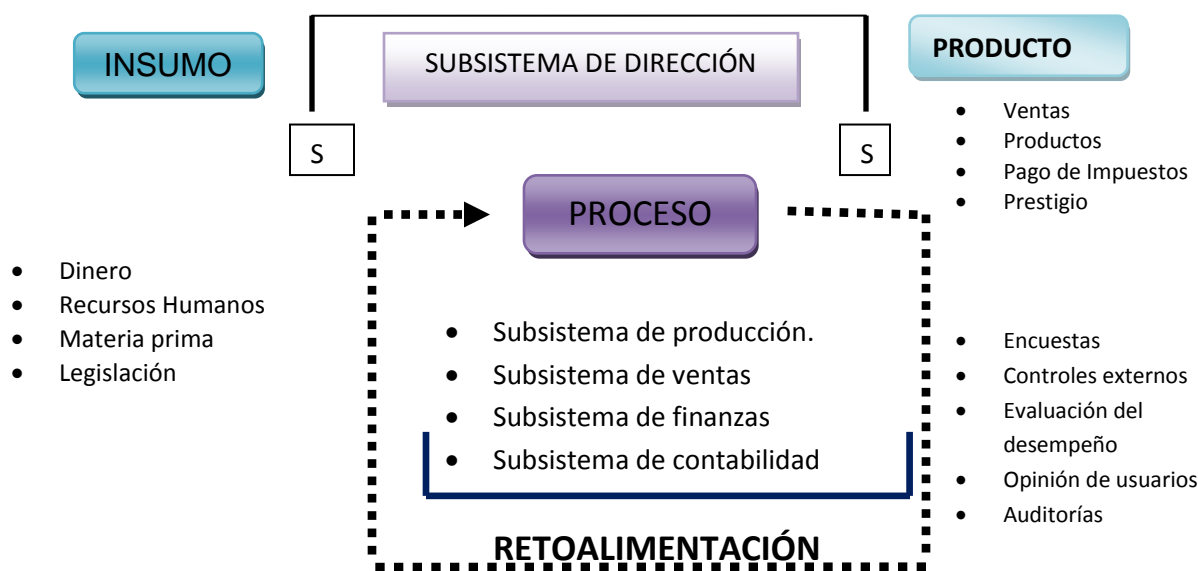 INSUMO
SUBSISTEMA DE DIRECCIÓN
PRODUCTO
S
S
• Ventas
• Productos
• Pago de Impuestos
• Prestigio
PROCESO
• Dinero
• Recursos Humanos
• Materia prima
• Legislación
• Subsistema de producción.
• Subsistema de ventas
• Subsistema de finanzas
• Subsistema de contabilidad
• Encuestas
• Controles externos
• Evaluación del
desempeño
• Opinión de usuarios
• Auditorías
RETOALIMENTACIÓN